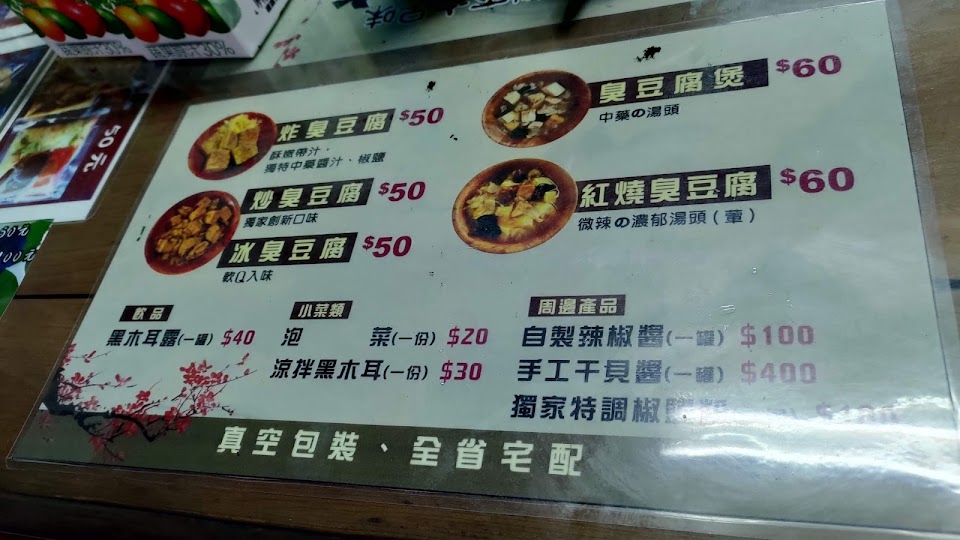 炸臭豆腐 $50
酥嫩帶汁,
獨特中藥醬汁、椒鹽
炒臭豆腐 $50
獨家創新口味
冰臭豆腐 $50
軟Q入味
臭豆腐煲 $60
中藥の湯頭
紅燒臭豆腐 $60
微辣の濃郁湯頭(葷)
飲品
黑木耳露(一罐) $40
小菜類
泡菜(一份) $20
涼拌黑木耳(一份) $30
周邊產品
自製辣椒醬(一罐) $100
手工干貝醬(一罐) $400
獨家特調椒
真空包裝、全省宅配
50元